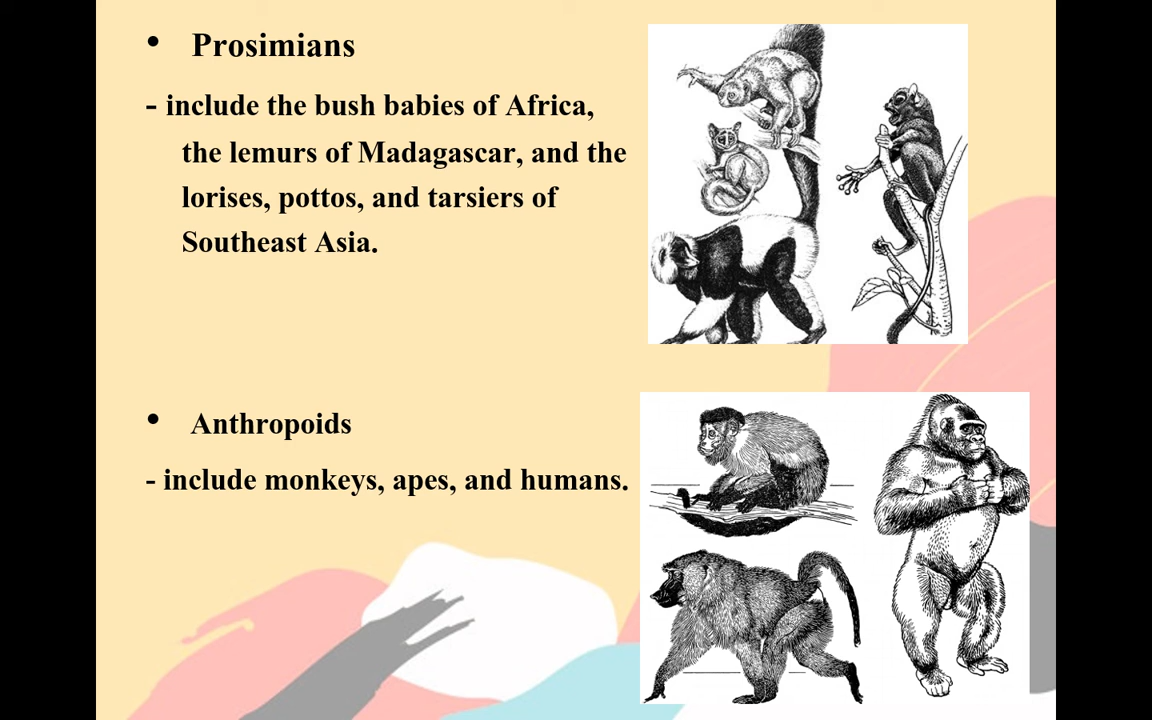 • Prosimians
- include the bush babies of Africa,
the lemurs of Madagascar, and the
lorises, pottos, and tarsiers of
Southeast Asia.
• Anthropoids
- include monkeys, apes, and humans.